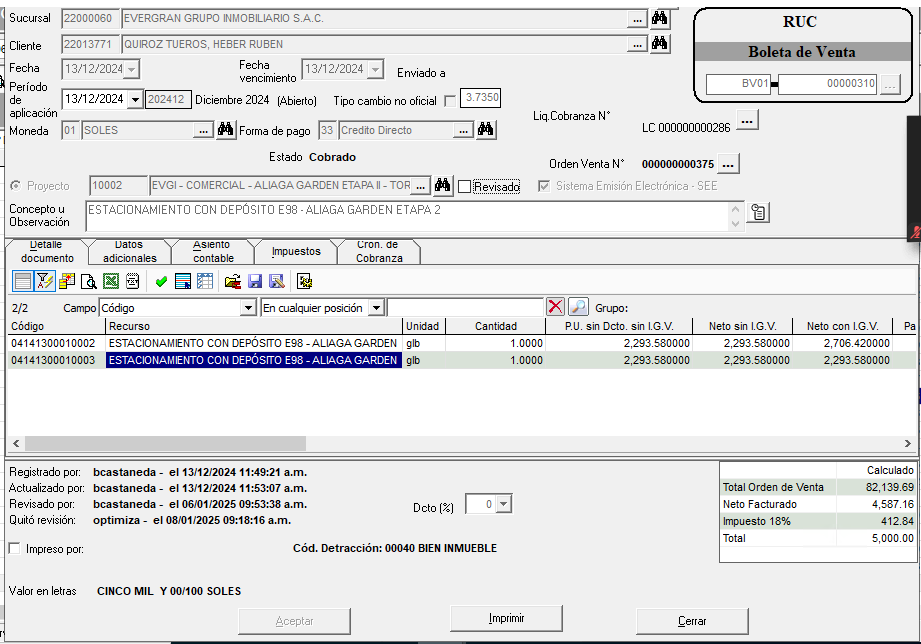 Sucursal 22000060 EVERGRAN GRUPO INMOBILIARIO S.A.C. ...
Cliente 22013771 QUIROZ TUEROS, HEBER RUBEN ...
RUC
Boleta de Venta
BV01 00000310 ...
Fecha 13/12/2024 Fecha vencimiento 13/12/2024 Enviado a
Período de aplicación 13/12/2024 202412 Diciembre 2024 (Abierto) Tipo cambio no oficial 3.7350
Moneda 01 SOLES ... Forma de pago 33 Credito Directo ...
Liq.Cobranza N° LC 000000000286 ...
Estado Cobrado
Orden Venta N° 000000000375 ...
Proyecto 10002 EVGI - COMERCIAL - ALIAGA GARDEN ETAPA II - TOR ... Revisado Sistema Emisión Electrónica - SEE
Concepto u Observación ESTACIONAMIENTO CON DEPÓSITO E98 - ALIAGA GARDEN ETAPA 2
Detalle documento Datos adicionales Asiento contable Impuestos Cron. de Cobranza
2/2 Campo Código En cualquier posición Grupo:
Código Recurso Unidad Cantidad P.U. sin Dcto. sin I.G.V. Neto sin I.G.V. Neto con I.G.V. Pa
04141300010002 ESTACIONAMIENTO CON DEPÓSITO E98 - ALIAGA GARDEN glb 1.0000 2,293.580000 2,293.580000 2,706.420000
04141300010003 ESTACIONAMIENTO CON DEPÓSITO E98 - ALIAGA GARDEN glb 1.0000 2,293.580000 2,293.580000 2,293.580000
Registrado por: bcastaneda - el 13/12/2024 11:49:21 a.m.
Actualizado por: bcastaneda - el 13/12/2024 11:53:07 a.m.
Revisado por: bcastaneda - el 06/01/2025 09:53:38 a.m.
Quitó revisión: optimiza - el 08/01/2025 09:18:16 a.m.
Dcto (%) 0
Calculado
Total Orden de Venta 82,139.69
Neto Facturado 4,587.16
Impuesto 18% 412.84
Total 5,000.00
Impreso por: Cód. Detracción: 00040 BIEN INMUEBLE
Valor en letras CINCO MIL Y 00/100 SOLES
Aceptar Imprimir Cerrar